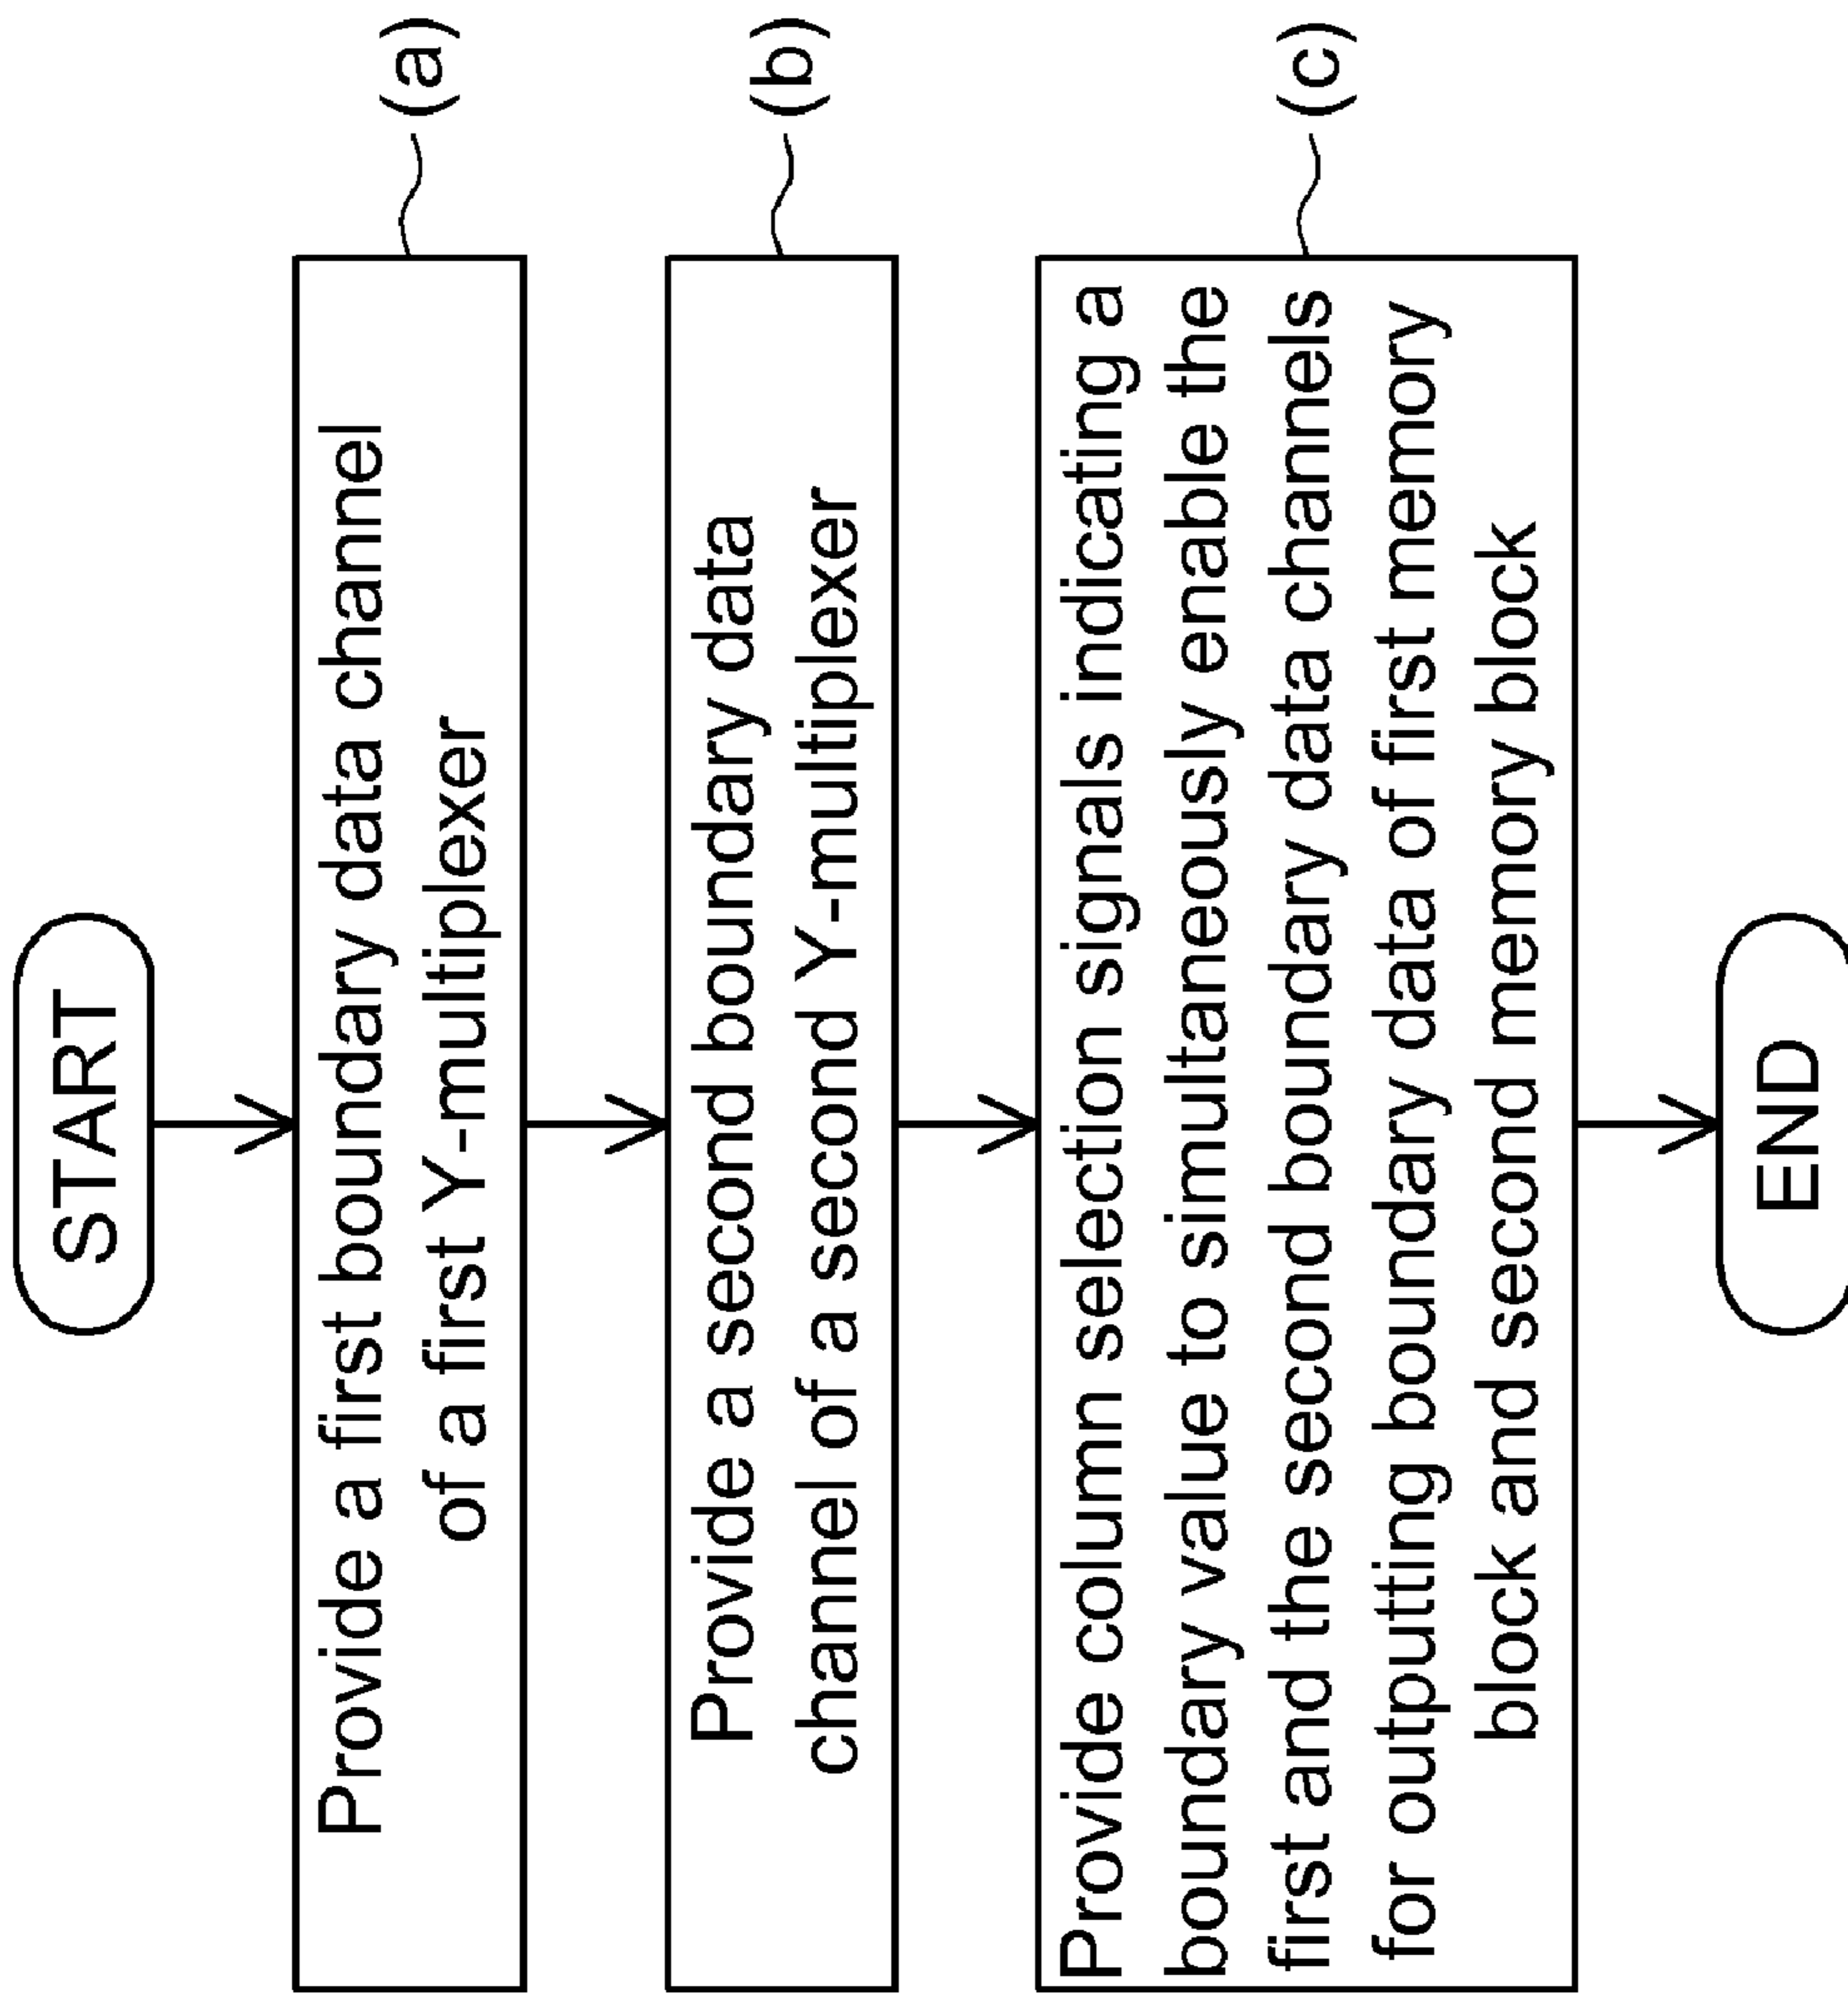 START
Provide a first boundary data channel
of a first Y-multiplexer
(a)
Provide a second boundary data
channel of a second Y-multiplexer
(b)
Provide column selection signals indicating a
boundary value to simultaneously enable the
first and the second boundary data channels
for outputting boundary data of first memory
block and second memory block
(c)
END